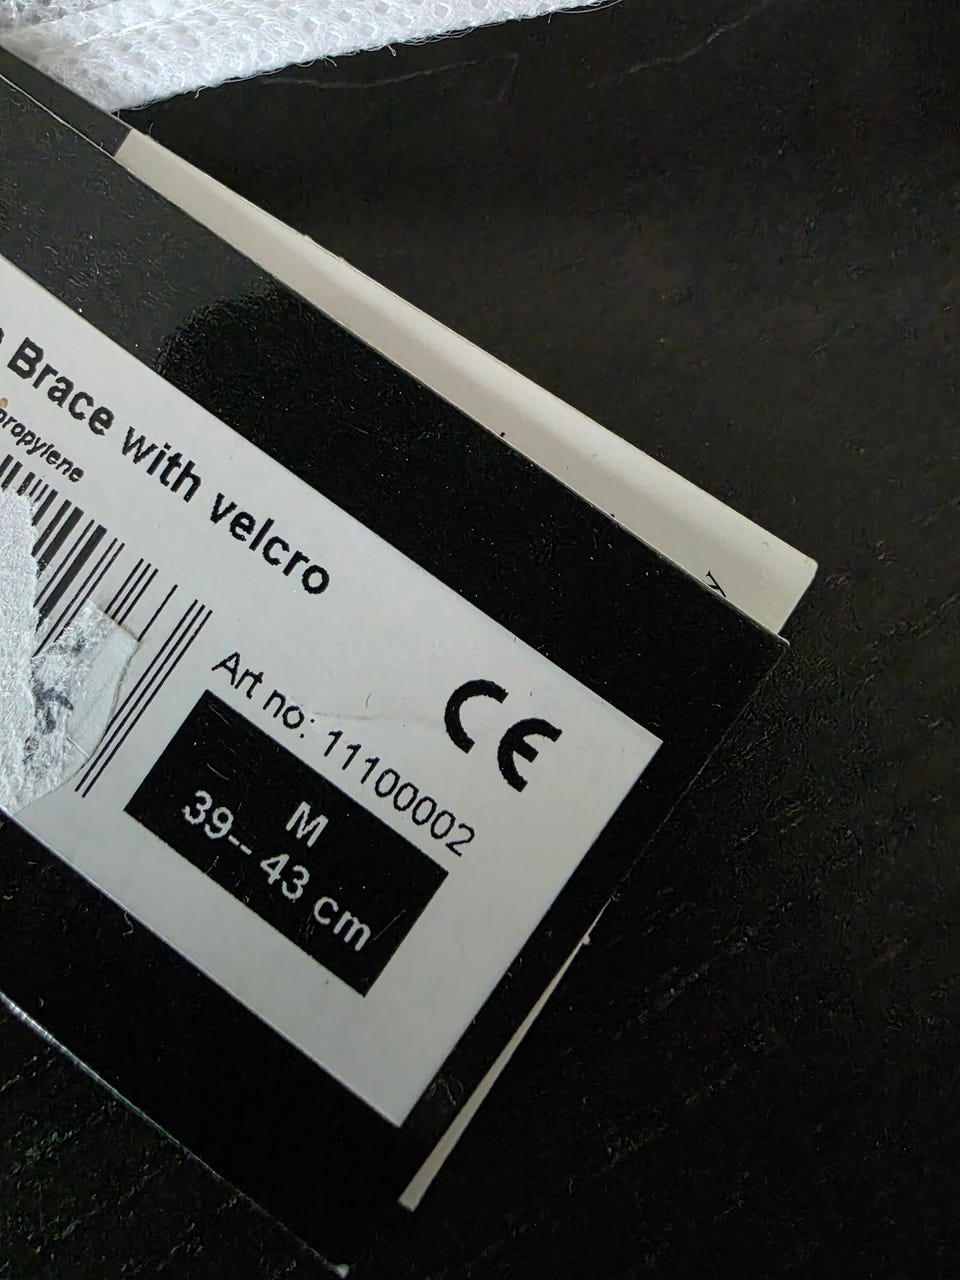 Brace with velcro
propylene
CE
Art no: 11100002
M
39-- 43 cm
y